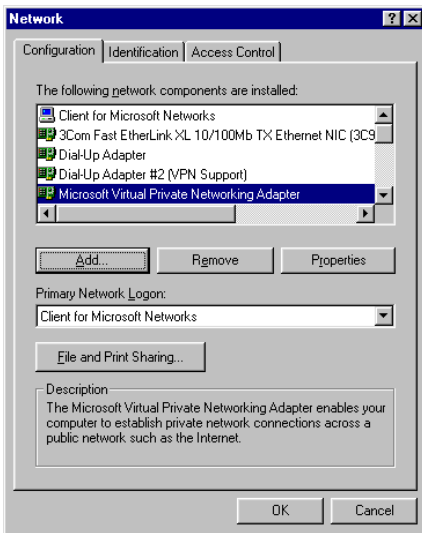 Network
Configuration Identification Access Control
The following network components are installed:
Client for Microsoft Networks
3Com Fast EtherLink XL 10/100Mb TX Ethernet NIC (3C9
Dial-Up Adapter
Dial-Up Adapter #2 (VPN Support)
Microsoft Virtual Private Networking Adapter
Add... Remove Properties
Primary Network Logon:
Client for Microsoft Networks
File and Print Sharing...
Description
The Microsoft Virtual Private Networking Adapter enables your
computer to establish private network connections across a
public network such as the Internet.
OK Cancel